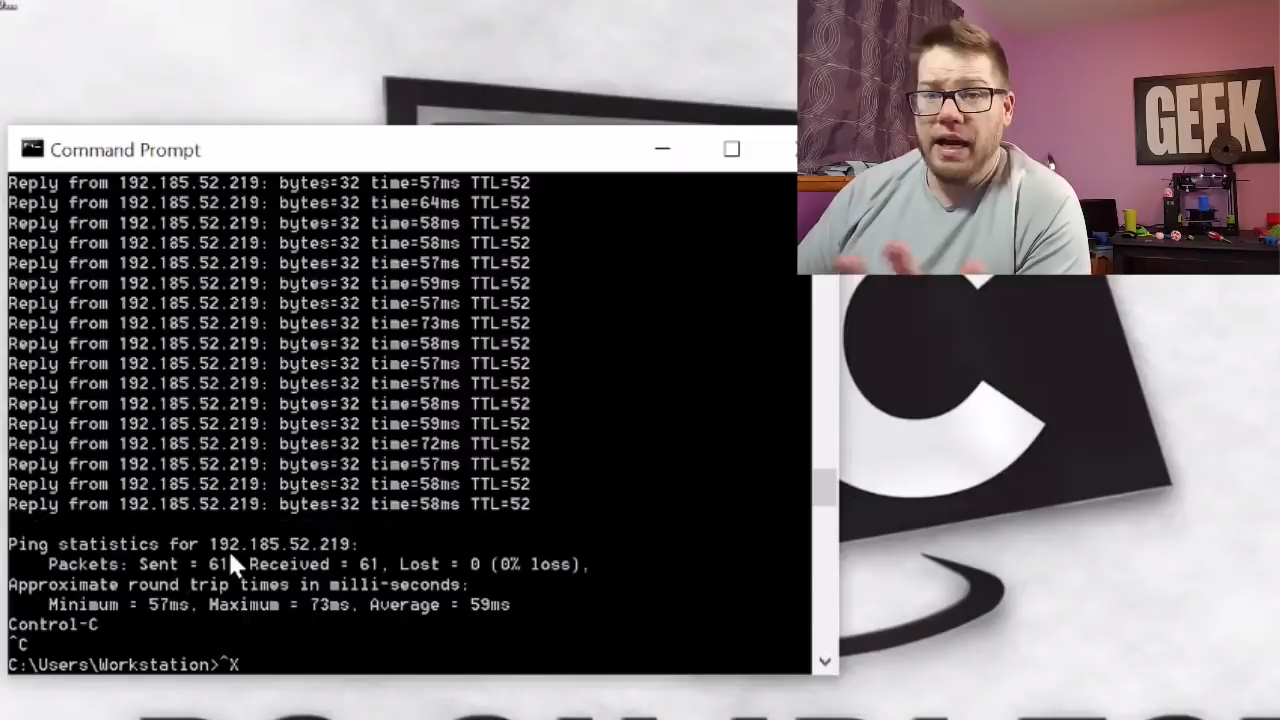 Command Prompt
GEEK
Reply from 192.185.52.219: bytes=32 time=57ms TTL=52
Reply from 192.185.52.219: bytes=32 time=64ms TTL=52
Reply from 192.185.52.219: bytes=32 time=58ms TTL=52
Reply from 192.185.52.219: bytes=32 time=58ms TTL=52
Reply from 192.185.52.219: bytes=32 time=57ms TTL=52
Reply from 192.185.52.219: bytes=32 time=59ms TTL=52
Reply from 192.185.52.219: bytes=32 time=57ms TTL=52
Reply from 192.185.52.219: bytes=32 time=73ms TTL=52
Reply from 192.185.52.219: bytes=32 time=58ms TTL=52
Reply from 192.185.52.219: bytes=32 time=57ms TTL=52
Reply from 192.185.52.219: bytes=32 time=57ms TTL=52
Reply from 192.185.52.219: bytes=32 time=58ms TTL=52
Reply from 192.185.52.219: bytes=32 time=59ms TTL=52
Reply from 192.185.52.219: bytes=32 time=72ms TTL=52
Reply from 192.185.52.219: bytes=32 time=57ms TTL=52
Reply from 192.185.52.219: bytes=32 time=58ms TTL=52
Reply from 192.185.52.219: bytes=32 time=58ms TTL=52
Ping statistics for 192.185.52.219:
Packets: Sent = 61, Received = 61, Lost = 0 (0% loss),
Approximate round trip times in milli-seconds:
Minimum = 57ms, Maximum = 73ms, Average = 59ms
Control-C
^C
C:\Users\Workstation>^X